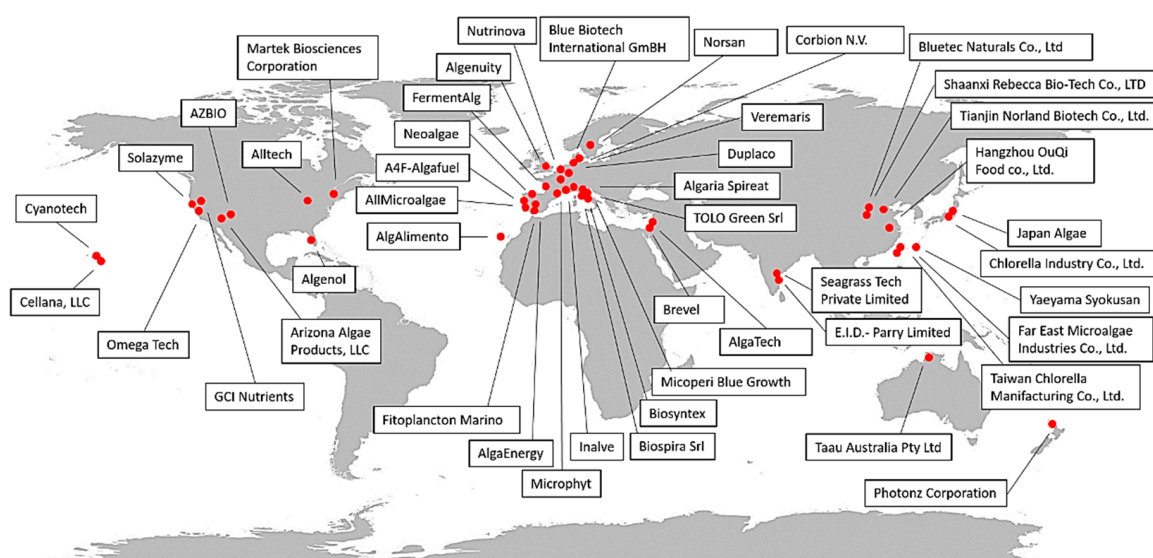 Nutrinova
Blue Biotech
International GmBH
Norsan
Corbion N.V.
Bluetec Naturals Co., Ltd
Martek Biosciences
Corporation
Algenuity
Shaanxi Rebecca Bio-Tech Co., LTD
FermentAlg
AZBIO
Veremaris
Tianjin Norland Biotech Co., Ltd.
Neoalgae
Solazyme
Alltech
Duplaco
Hangzhou OuQi
Food co., Ltd.
A4F-Algafuel
Algaria Spireat
Cyanotech
AllMicroalgae
TOLO Green Srl
Japan Algae
AlgAlimento
Chlorella Industry Co., Ltd.
Cellana, LLC
Algenol
Seagrass Tech
Private Limited
Yaeyama Syokusan
Brevel
Omega Tech
Arizona Algae
Products, LLC
AlgaTech
E.I.D.- Parry Limited
Far East Microalgae
Industries Co., Ltd.
GCI Nutrients
Micoperi Blue Growth
Taiwan Chlorella
Manifacturing Co., Ltd.
Fitoplancton Marino
Biosyntex
AlgaEnergy
Inalve
Biospira Srl
Taau Australia Pty Ltd
Microphyt
Photonz Corporation